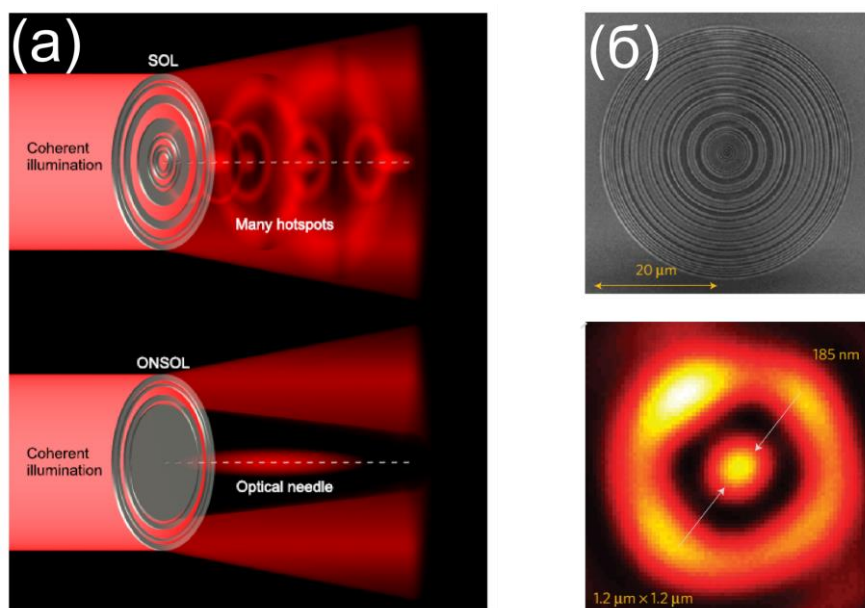 (а)
SOL
Coherent
illumination
Many hotspots
ONSOL
Coherent
illumination
Optical needle
(б)
20 μm
185 nm
1.2 μm × 1.2 μm